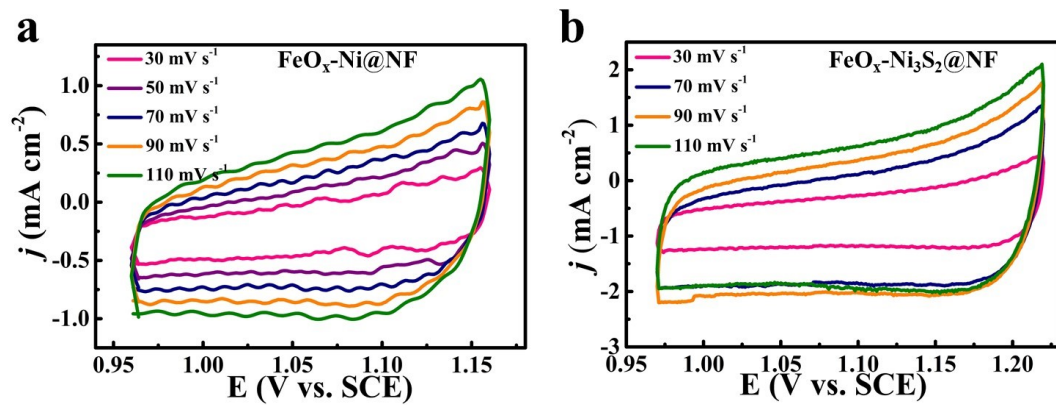 a
30 mV s⁻¹
50 mV s⁻¹
70 mV s⁻¹
90 mV s⁻¹
110 mV s⁻¹
FeOₓ-Ni@NF
1.0
0.5
0.0
-0.5
-1.0
j (mA cm⁻²)
0.95
1.00
1.05
1.10
1.15
E (V vs. SCE)
b
30 mV s⁻¹
70 mV s⁻¹
90 mV s⁻¹
110 mV s⁻¹
FeOₓ-Ni₃S₂@NF
2
1
0
-1
-2
-3
j (mA cm⁻²)
0.95
1.00
1.05
1.10
1.15
1.20
E (V vs. SCE)